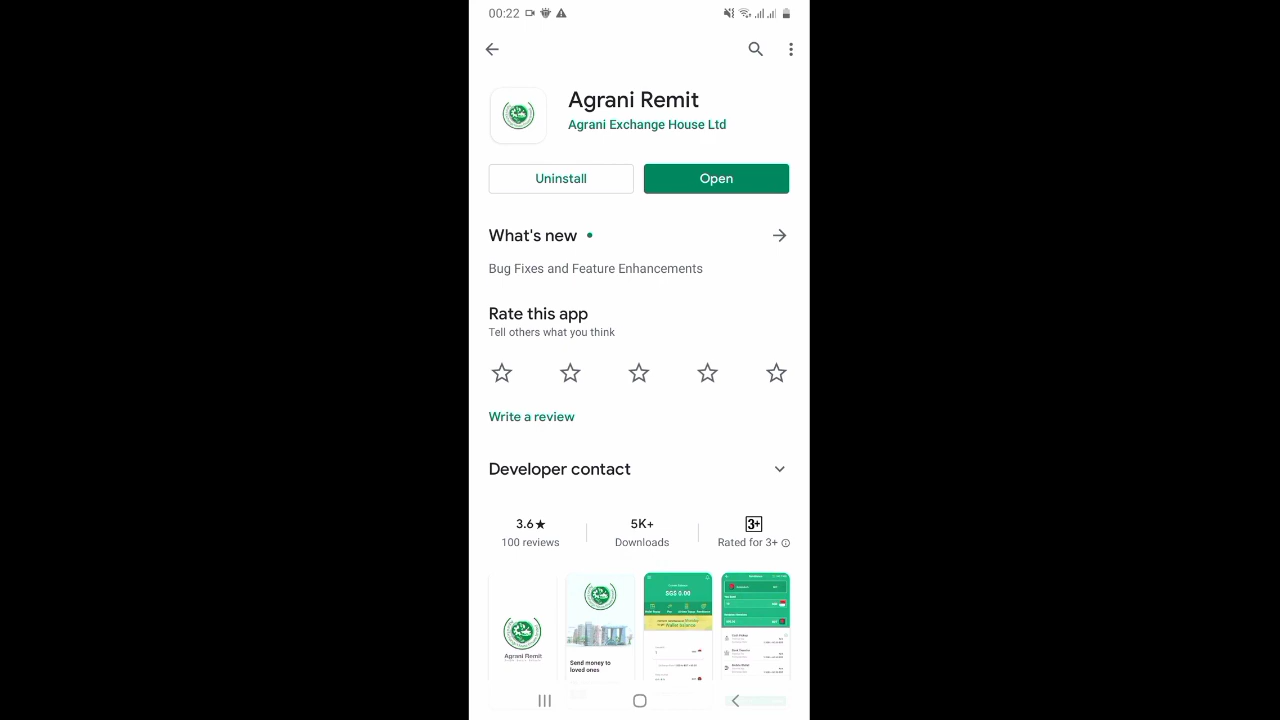 00:22
Agrani Remit
Agrani Exchange House Ltd
Uninstall
Open
What's new
Bug Fixes and Feature Enhancements
Rate this app
Tell others what you think
Write a review
Developer contact
3.6★
100 reviews
5K+
Downloads
3+
Rated for 3+
Agrani Remit
Send money to
loved ones
SG$ 0.00
Wallet balance